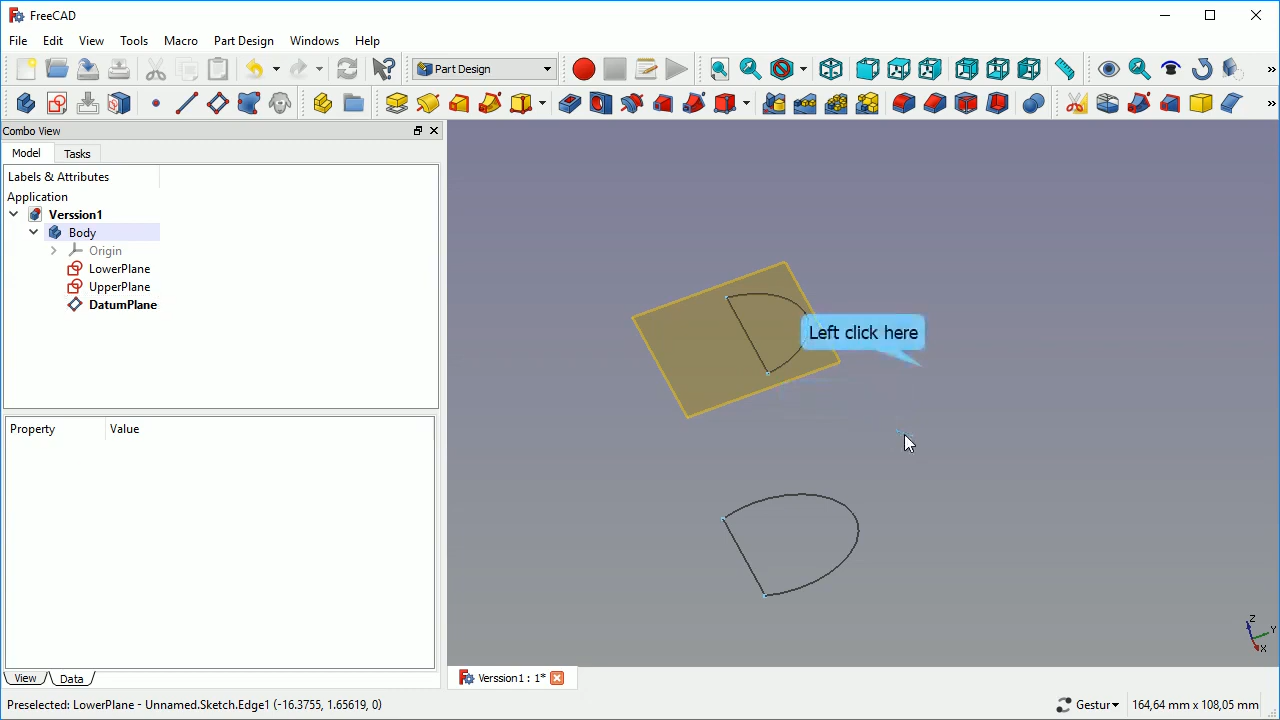 FreeCAD
File Edit View Tools Macro Part Design Windows Help
Part Design
»
»
Combo View
Model Tasks
Labels & Attributes
Application
Verssion1
Body
Origin
LowerPlane
UpperPlane
DatumPlane
Left click here
Property Value
Z
Y
X
View Data
Verssion1 : 1*
Preselected: LowerPlane - Unnamed.Sketch.Edge1 (-16.3755, 1.65619, 0)
Gestur 164,64 mm x 108,05 mm